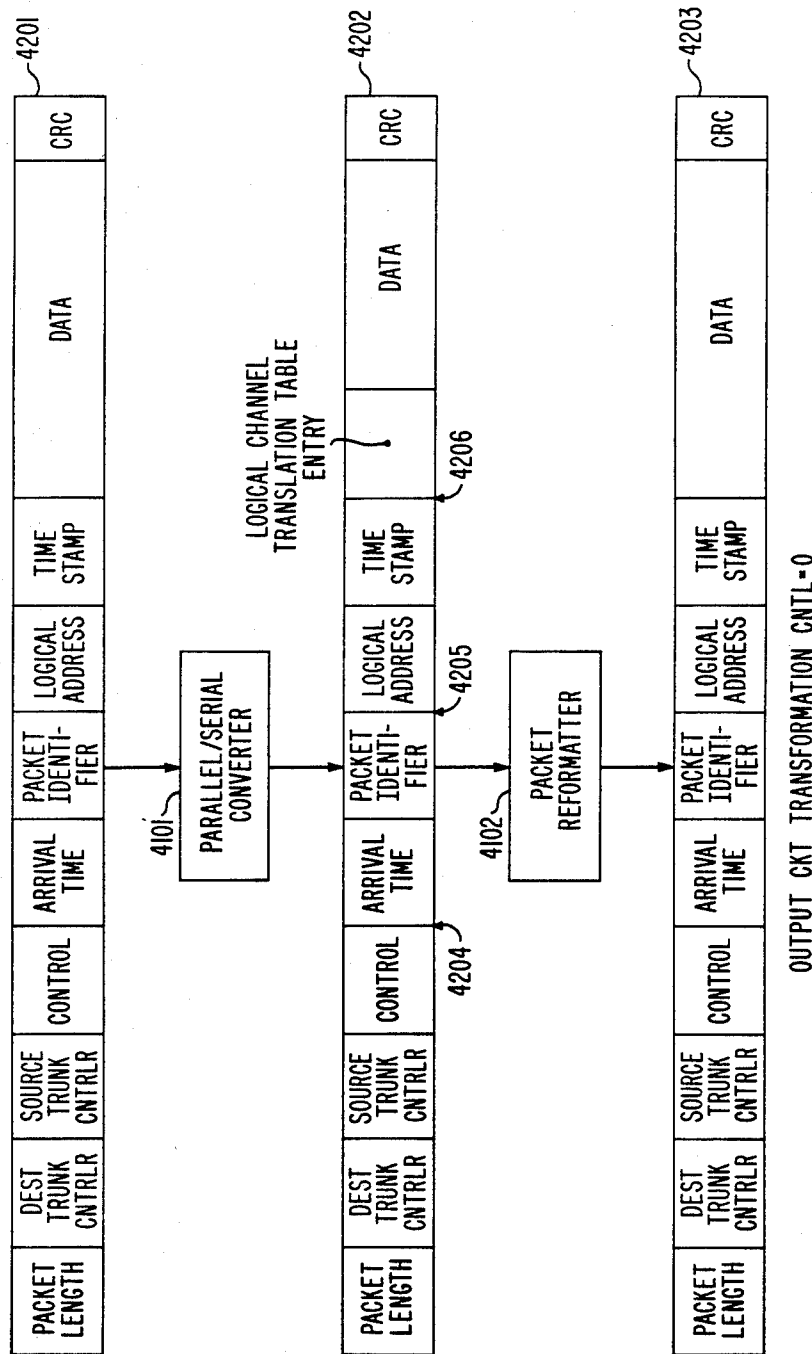 PACKET
LENGTH
DEST
TRUNK
CNTRLR
SOURCE
TRUNK
CNTRLR
CONTROL
ARRIVAL
TIME
PACKET
IDENTI-
FIER
LOGICAL
ADDRESS
TIME
STAMP
DATA
CRC
4201
4101'
PARALLEL/SERIAL
CONVERTER
LOGICAL CHANNEL
TRANSLATION TABLE
ENTRY
PACKET
LENGTH
DEST
TRUNK
CNTRLR
SOURCE
TRUNK
CNTRLR
CONTROL
ARRIVAL
TIME
PACKET
IDENTI-
FIER
LOGICAL
ADDRESS
TIME
STAMP
DATA
CRC
4202
4204
4205
4206
4102
PACKET
REFORMATTER
PACKET
LENGTH
DEST
TRUNK
CNTRLR
SOURCE
TRUNK
CNTRLR
CONTROL
ARRIVAL
TIME
PACKET
IDENTI-
FIER
LOGICAL
ADDRESS
TIME
STAMP
DATA
CRC
4203
OUTPUT CKT TRANSFORMATION CNTL=0